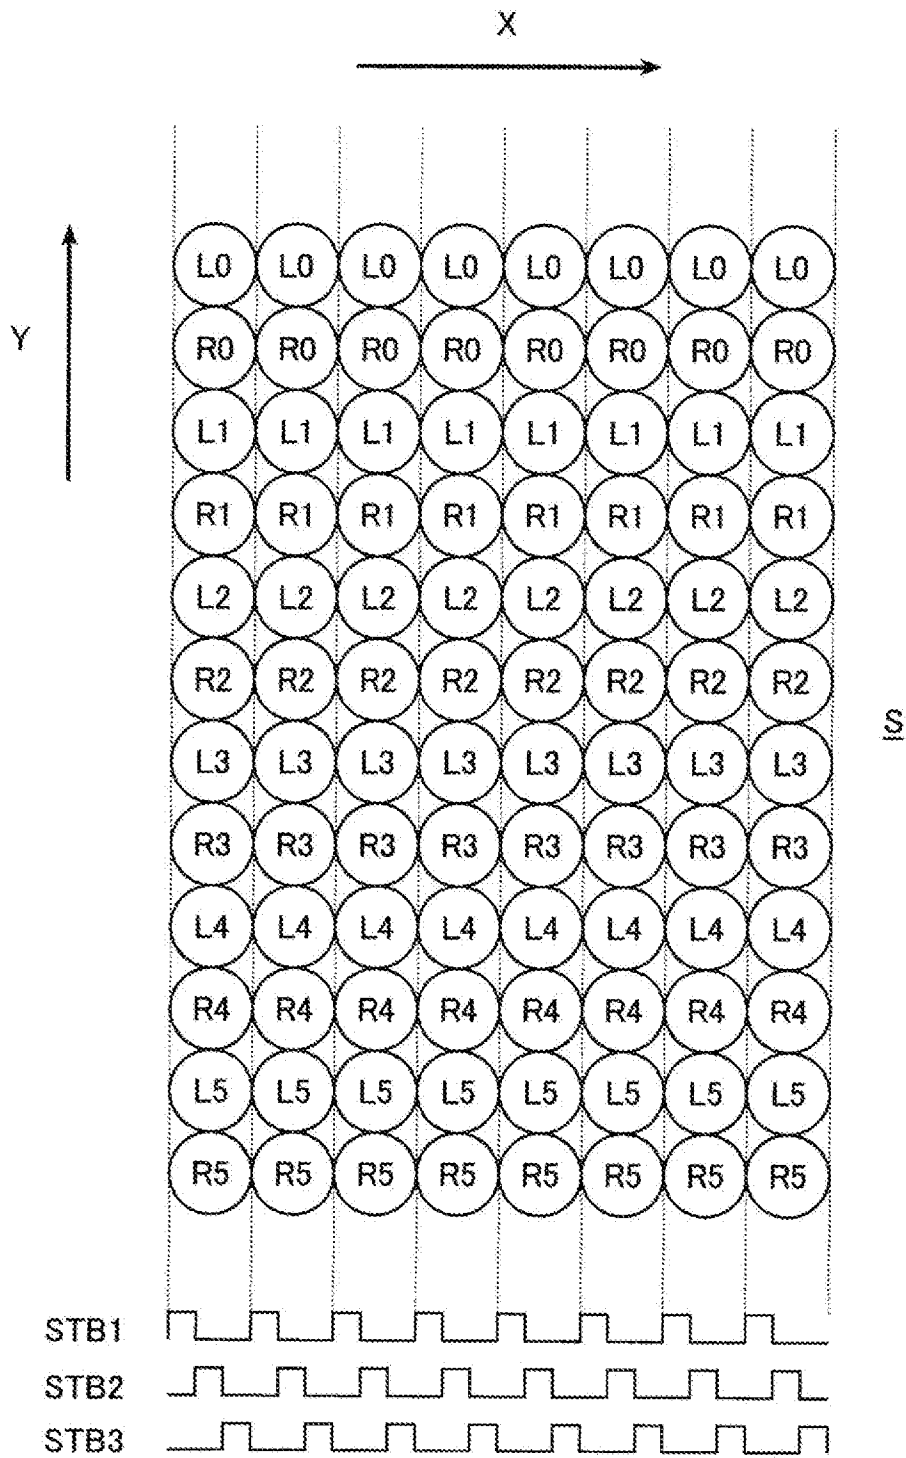 X
Y
L0 L0 L0 L0 L0 L0 L0 L0
R0 R0 R0 R0 R0 R0 R0 R0
L1 L1 L1 L1 L1 L1 L1 L1
R1 R1 R1 R1 R1 R1 R1 R1
L2 L2 L2 L2 L2 L2 L2 L2
R2 R2 R2 R2 R2 R2 R2 R2
S
L3 L3 L3 L3 L3 L3 L3 L3
R3 R3 R3 R3 R3 R3 R3 R3
L4 L4 L4 L4 L4 L4 L4 L4
R4 R4 R4 R4 R4 R4 R4 R4
L5 L5 L5 L5 L5 L5 L5 L5
R5 R5 R5 R5 R5 R5 R5 R5
STB1
STB2
STB3